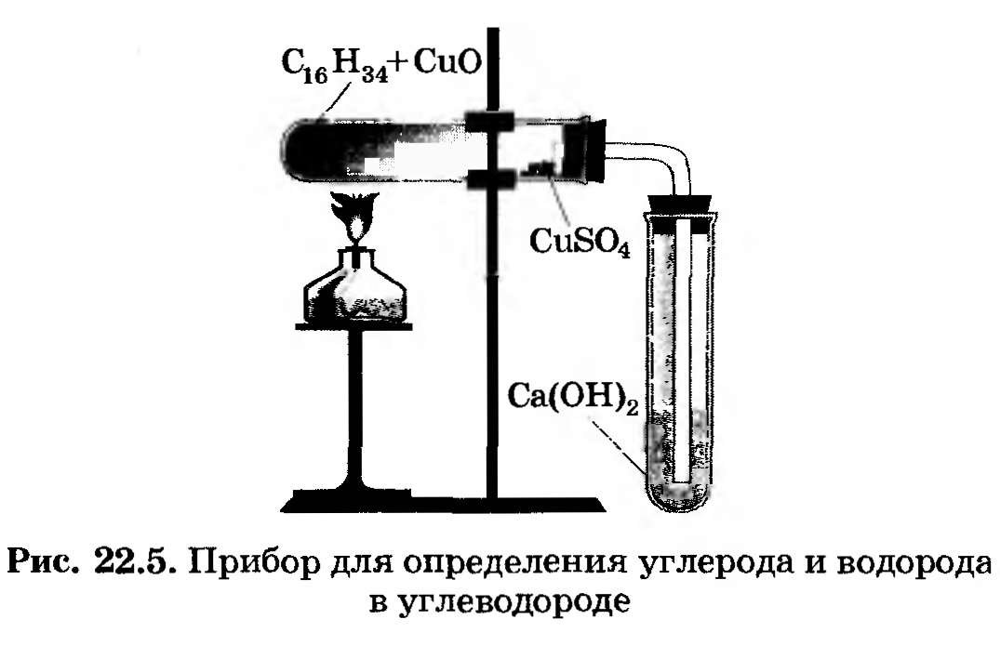 C₁₆H₃₄+CuO
CuSO₄
Ca(OH)₂
Рис. 22.5. Прибор для определения углерода и водорода
в углеводороде